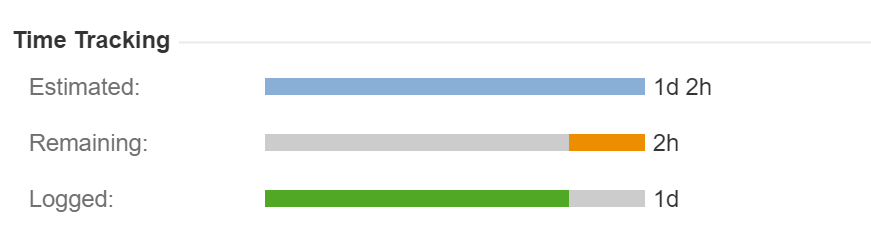 Time Tracking
Estimated: 1d 2h
Remaining: 2h
Logged: 1d